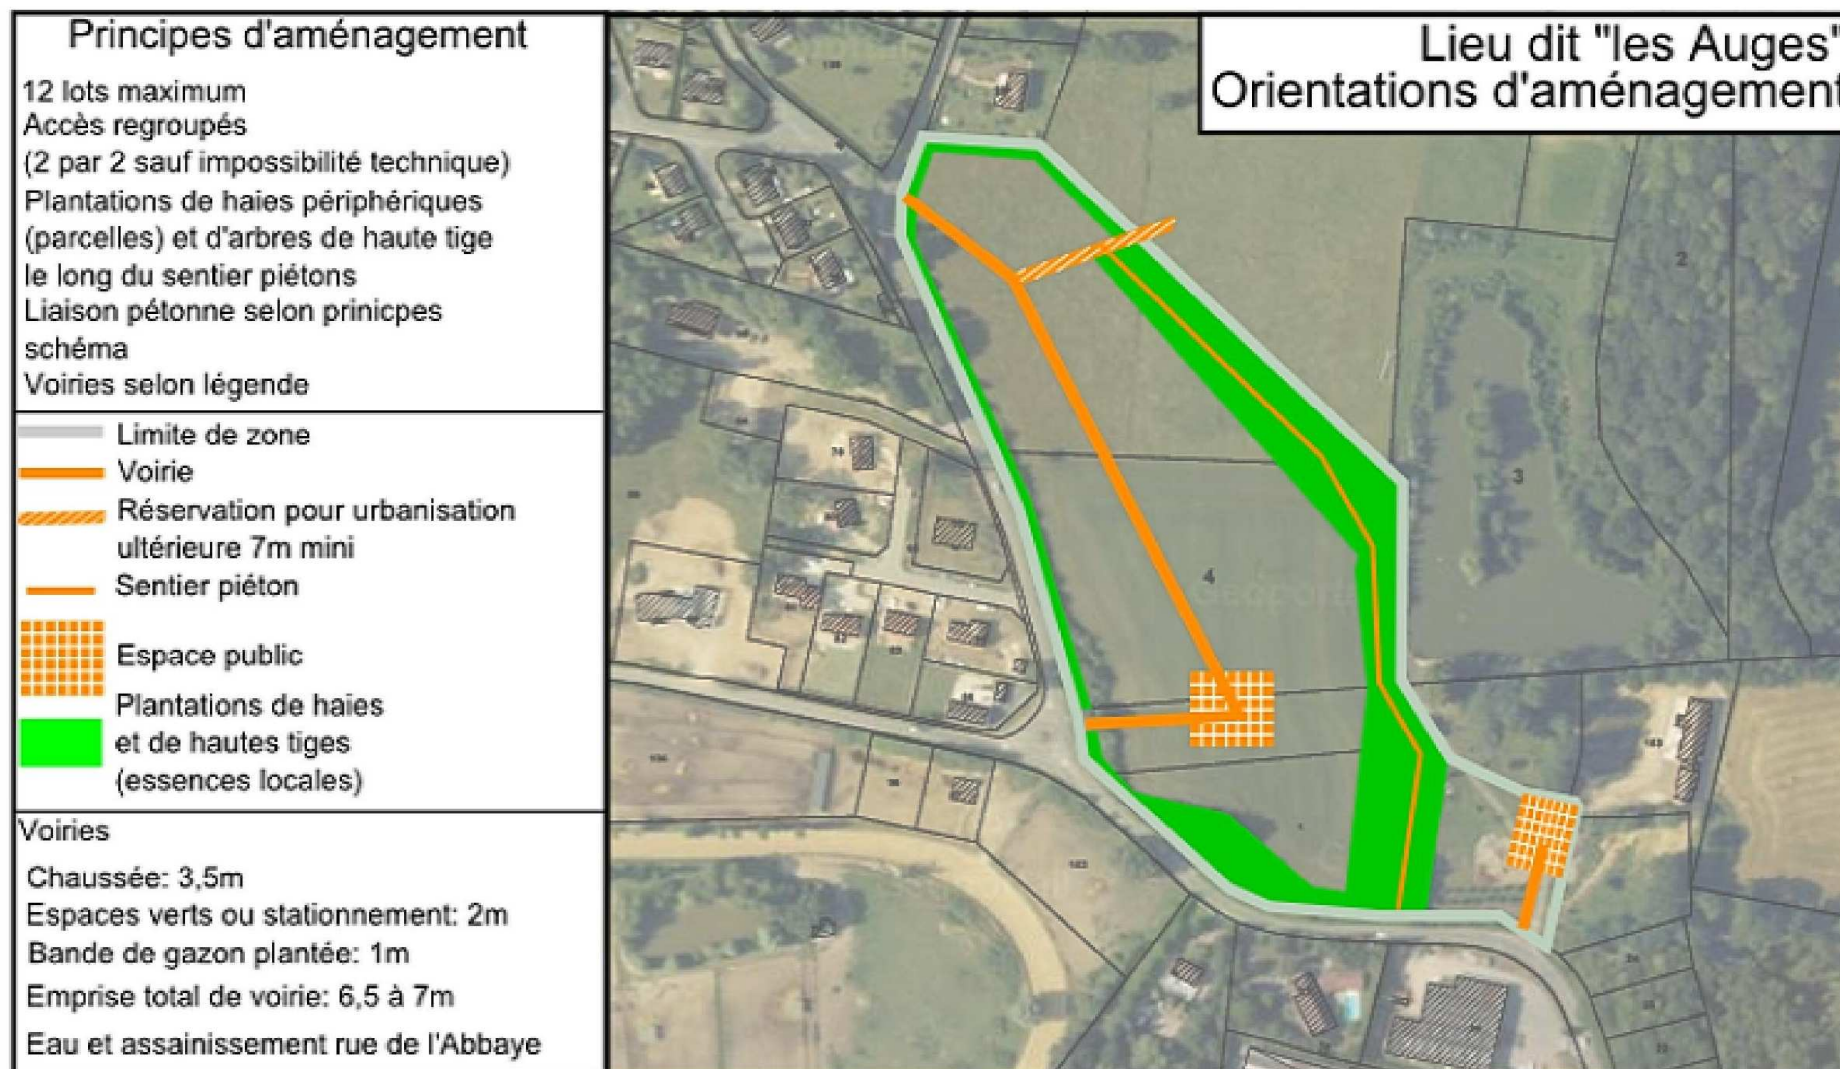 Principes d'aménagement
12 lots maximum
Accès regroupés
(2 par 2 sauf impossibilité technique)
Plantations de haies périphériques
(parcelles) et d'arbres de haute tige
le long du sentier piétons
Liaison pétonne selon prinicpes
schéma
Voiries selon légende
Limite de zone
Voirie
Réservation pour urbanisation
ultérieure 7m mini
Sentier piéton
Espace public
Plantations de haies
et de hautes tiges
(essences locales)
Voiries
Chaussée: 3,5m
Espaces verts ou stationnement: 2m
Bande de gazon plantée: 1m
Emprise total de voirie: 6,5 à 7m
Eau et assainissement rue de l'Abbaye
Lieu dit "les Auges"
Orientations d'aménagement
2
3
4